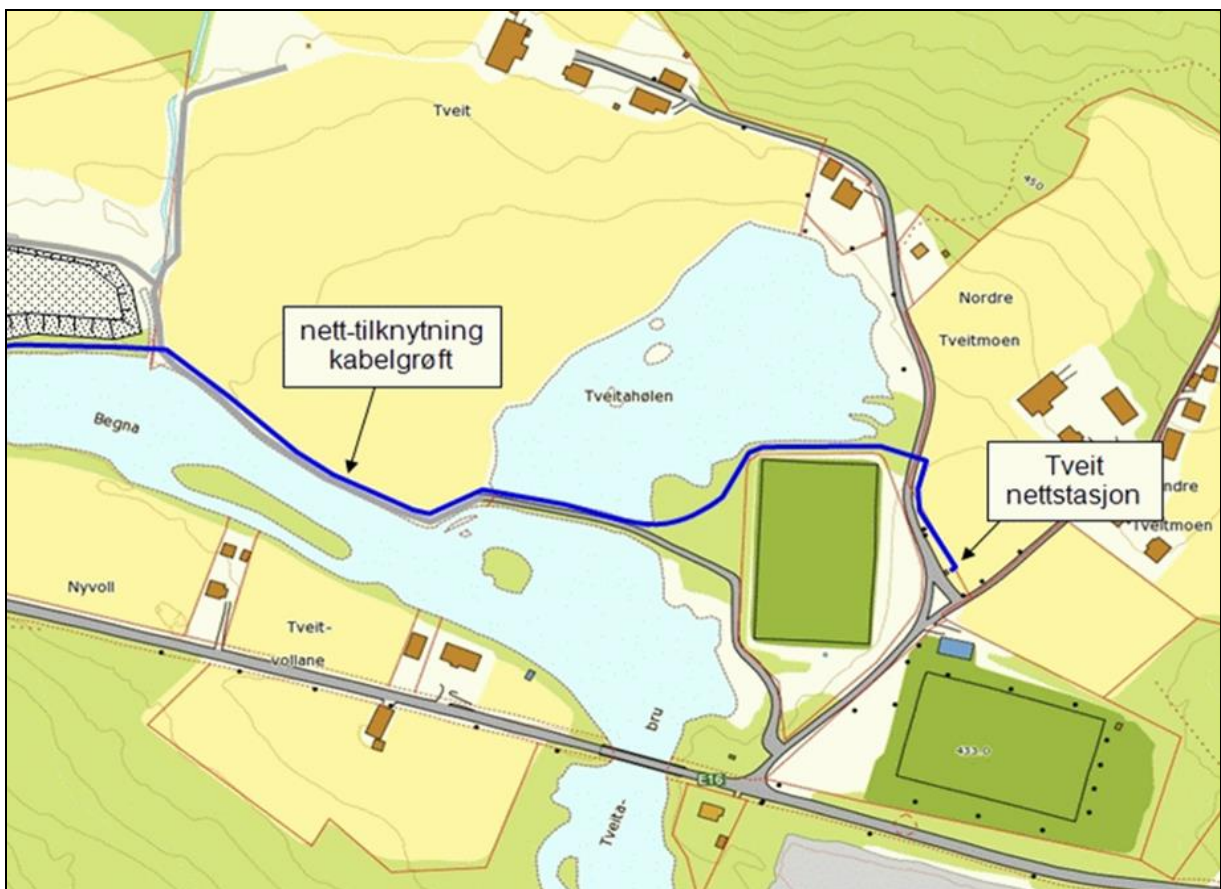 Tveit
450
Nordre
Tveitmoen
nett-tilknytning
kabelgrøft
Tveitahølen
Begna
Tveit
nettstasjon
ndre
Tveitmoen
Nyvoll
Tveit-
vollane
bru
Tveita-
E16
433.0